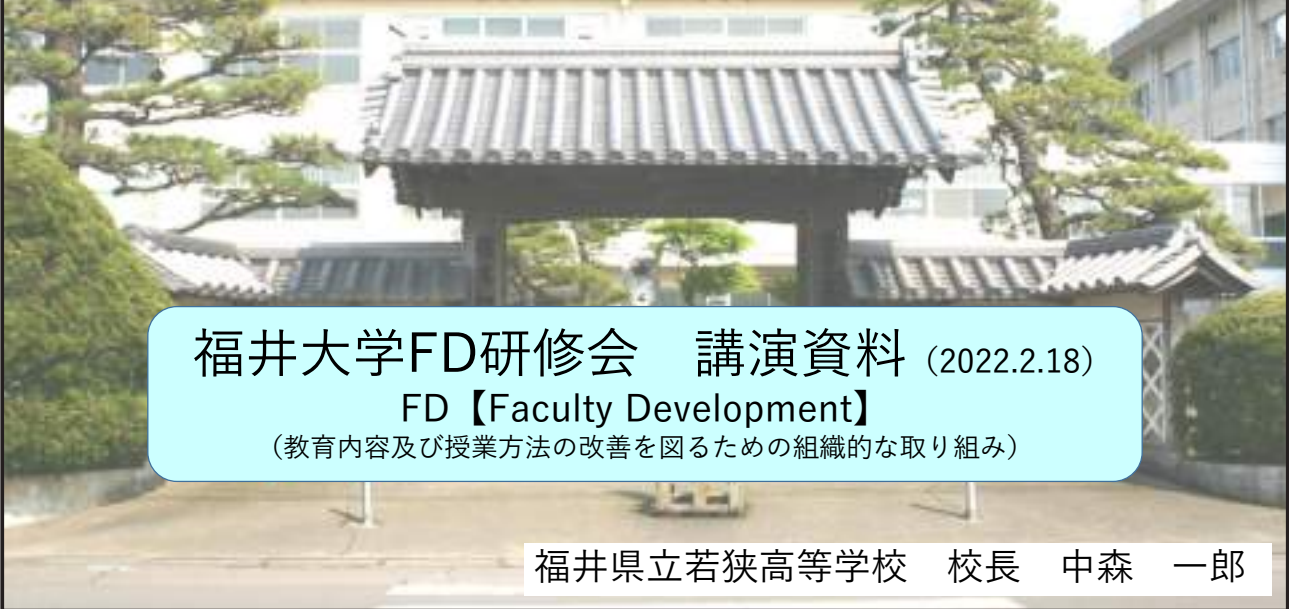 福井大学FD研修会　講演資料（2022.2.18）
FD【Faculty Development】
（教育内容及び授業方法の改善を図るための組織的な取り組み）
福井県立若狭高等学校　校長　中森　一郎